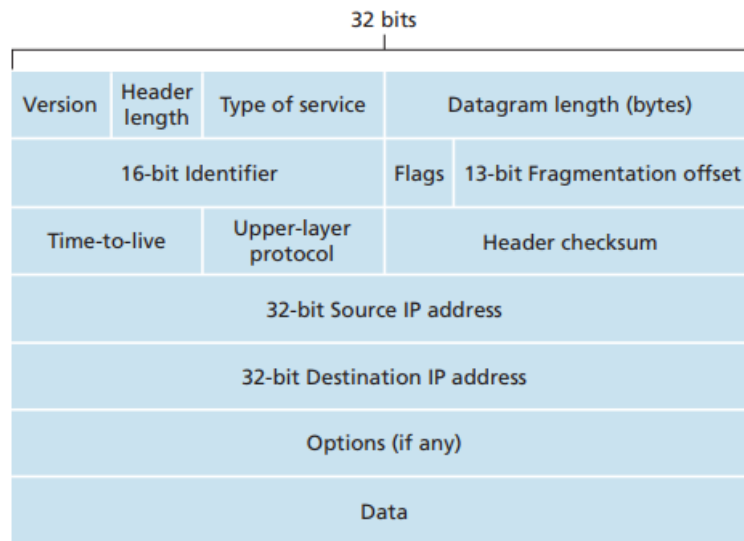 32 bits
Version
Header
length
Type of service
Datagram length (bytes)
16-bit Identifier
Flags
13-bit Fragmentation offset
Time-to-live
Upper-layer
protocol
Header checksum
32-bit Source IP address
32-bit Destination IP address
Options (if any)
Data